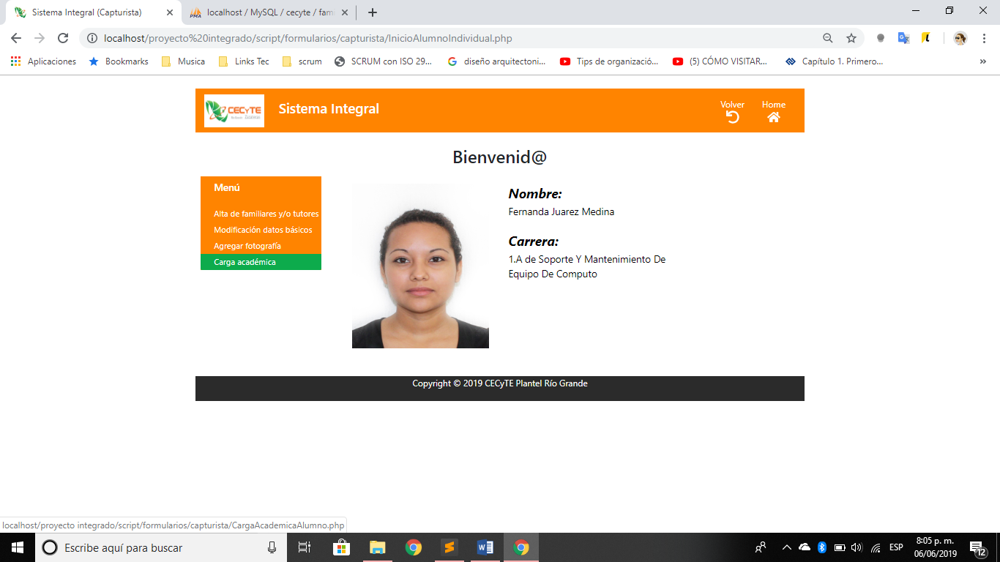 Sistema Integral (Capturista)
localhost / MySQL / cecyte / fami
localhost/proyecto%20integrado/script/formularios/capturista/InicioAlumnoIndividual.php
Aplicaciones
Bookmarks
Musica
Links Tec
scrum
SCRUM con ISO 29...
diseño arquitectoni...
Tips de organizació...
(5) CÓMO VISITAR...
Capítulo 1. Primero...
»
CECyTE
Sistema Integral
Volver
Home
Bienvenid@
Menú
Alta de familiares y/o tutores
Modificación datos básicos
Agregar fotografía
Carga académica
Nombre:
Fernanda Juarez Medina
Carrera:
1.A de Soporte Y Mantenimiento De
Equipo De Computo
Copyright © 2019 CECyTE Plantel Río Grande
localhost/proyecto integrado/script/formularios/capturista/CargaAcademicaAlumno.php
Escribe aquí para buscar
ESP
8:05 p. m.
06/06/2019
12